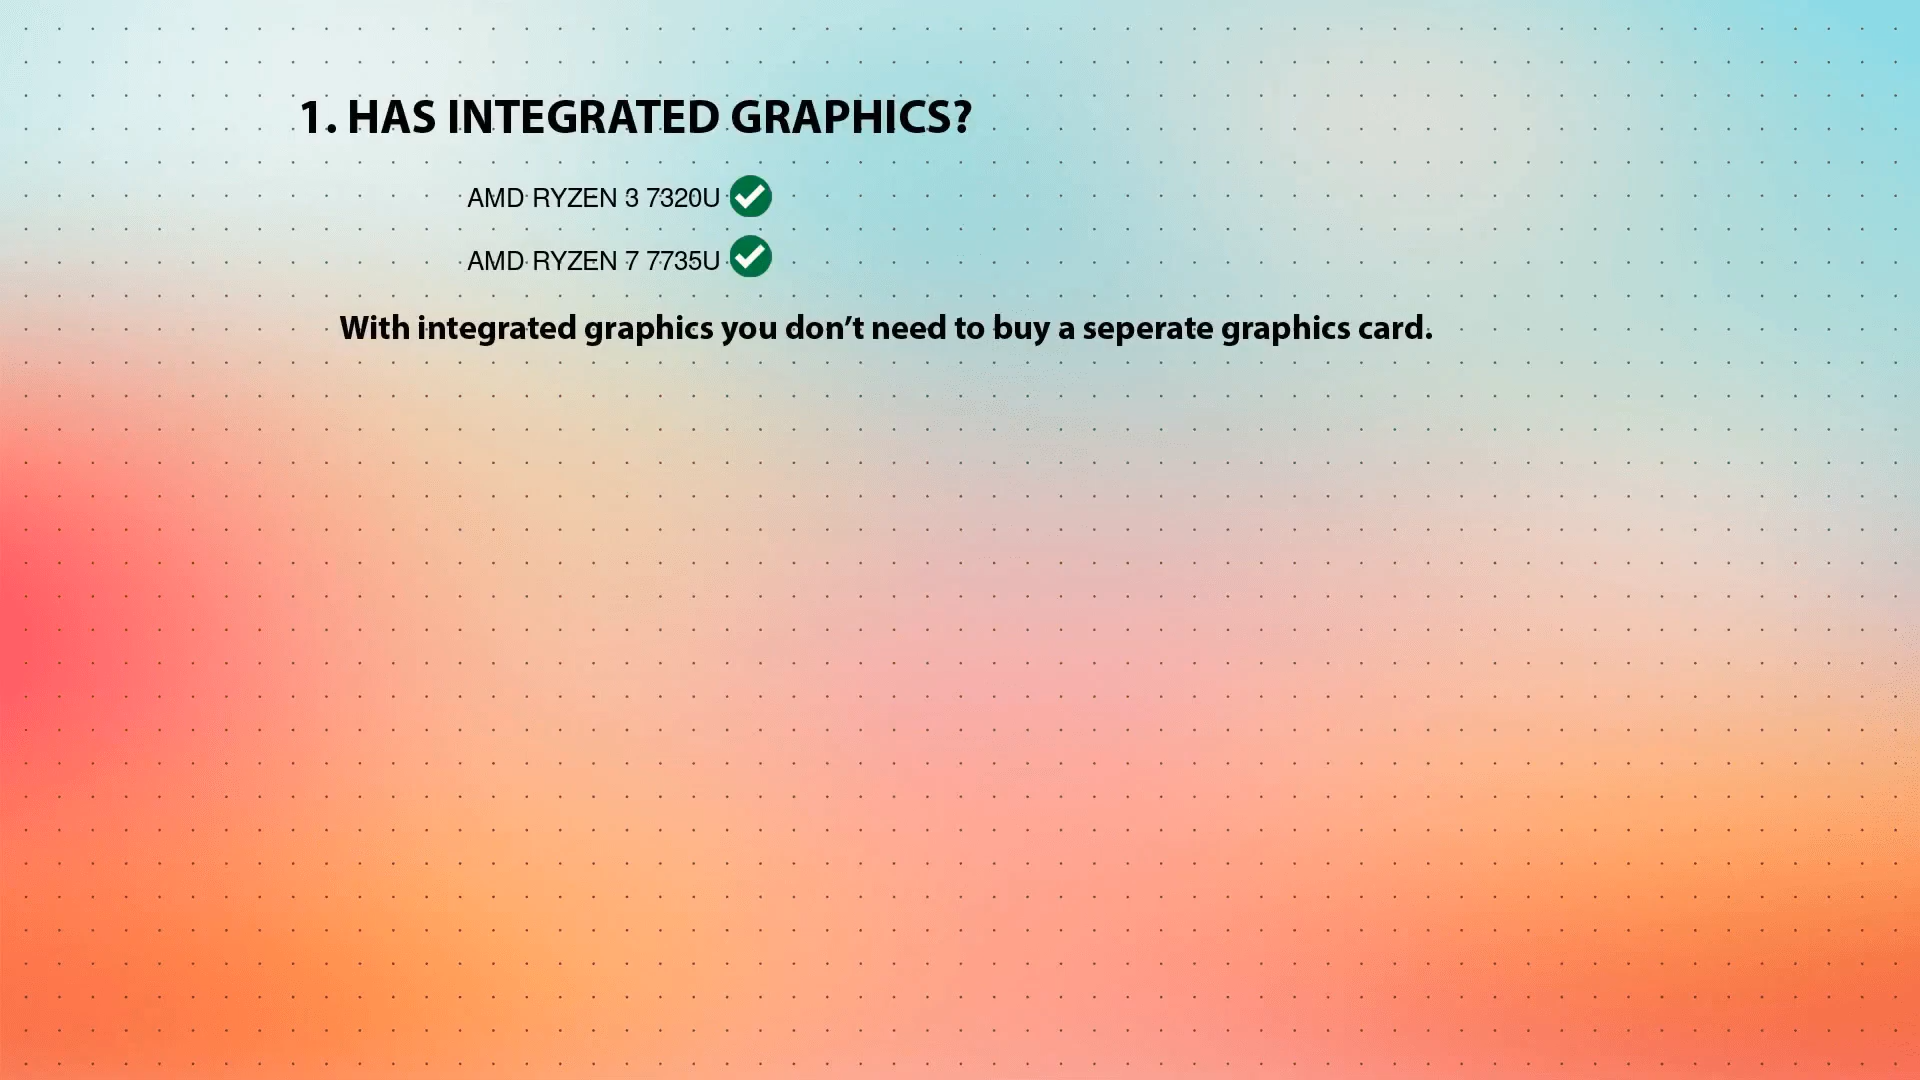 1. HAS INTEGRATED GRAPHICS?
AMD RYZEN 3 7320U
AMD RYZEN 7 7735U
With integrated graphics you don’t need to buy a seperate graphics card.